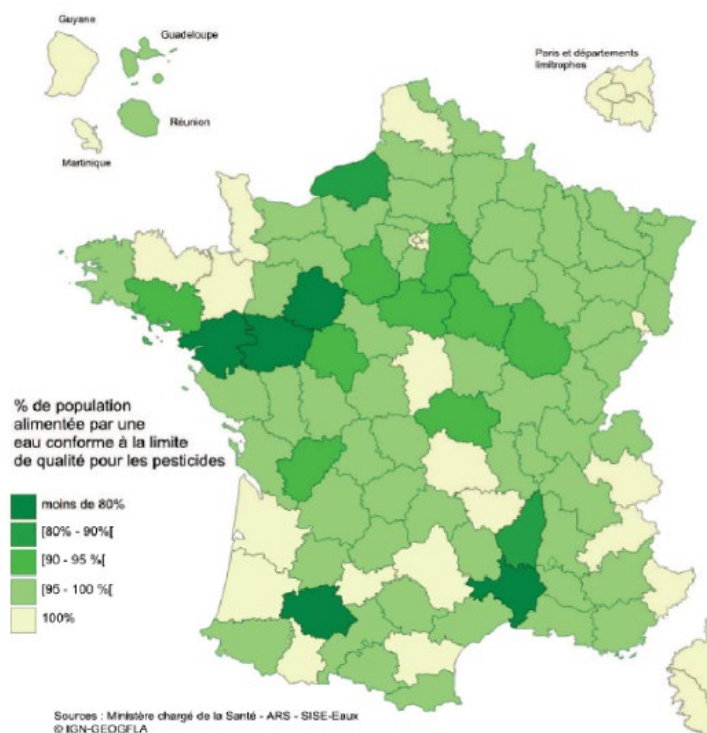 Guyane
Guadeloupe
Paris et départements
limitrophes
Réunion
Martinique
% de population
alimentée par une
eau conforme à la limite
de qualité pour les pesticides
moins de 80%
[80% - 90%[
[90 - 95 %[
[95 - 100 %[
100%
Sources : Ministère chargé de la Santé - ARS - SISE-Eaux
© IGN-GEOGFLA